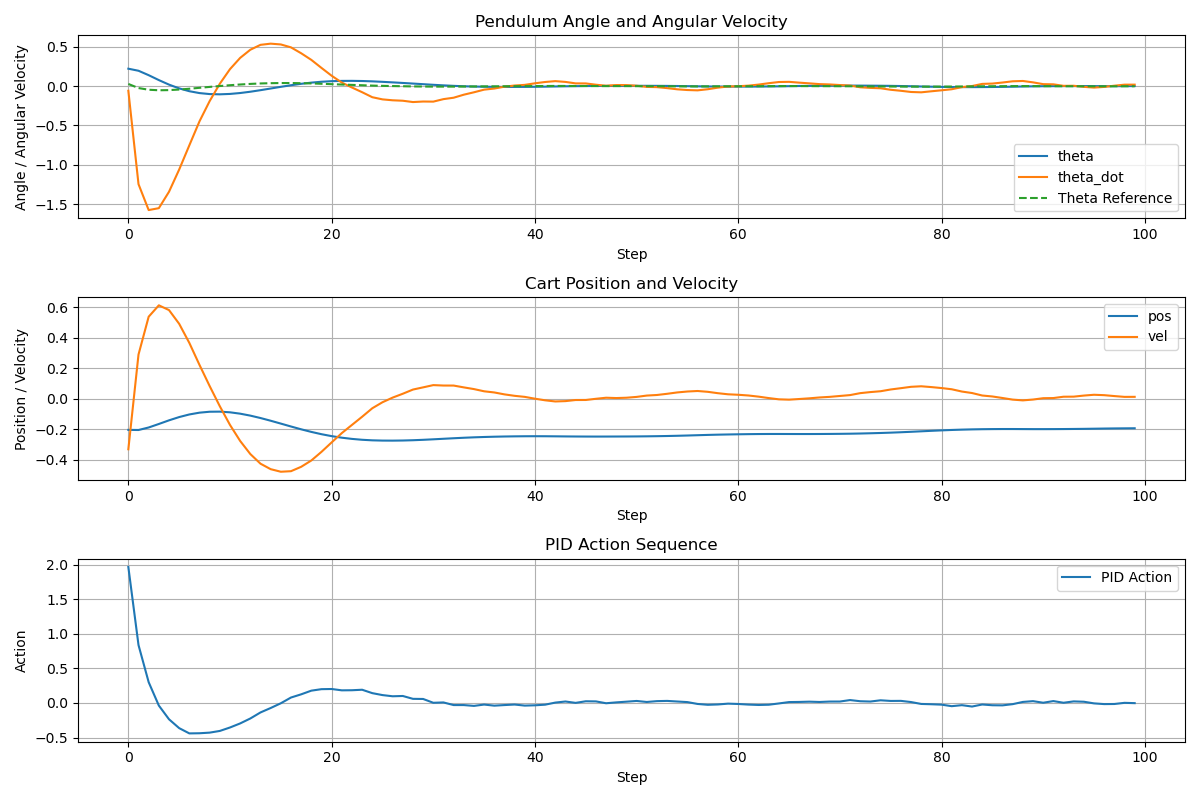 Pendulum Angle and Angular Velocity
Angle / Angular Velocity
0.5
0.0
−0.5
−1.0
−1.5
theta
theta_dot
Theta Reference
0 20 40 60 80 100
Step
Cart Position and Velocity
Position / Velocity
0.6
0.4
0.2
0.0
−0.2
−0.4
pos
vel
0 20 40 60 80 100
Step
PID Action Sequence
Action
2.0
1.5
1.0
0.5
0.0
−0.5
PID Action
0 20 40 60 80 100
Step